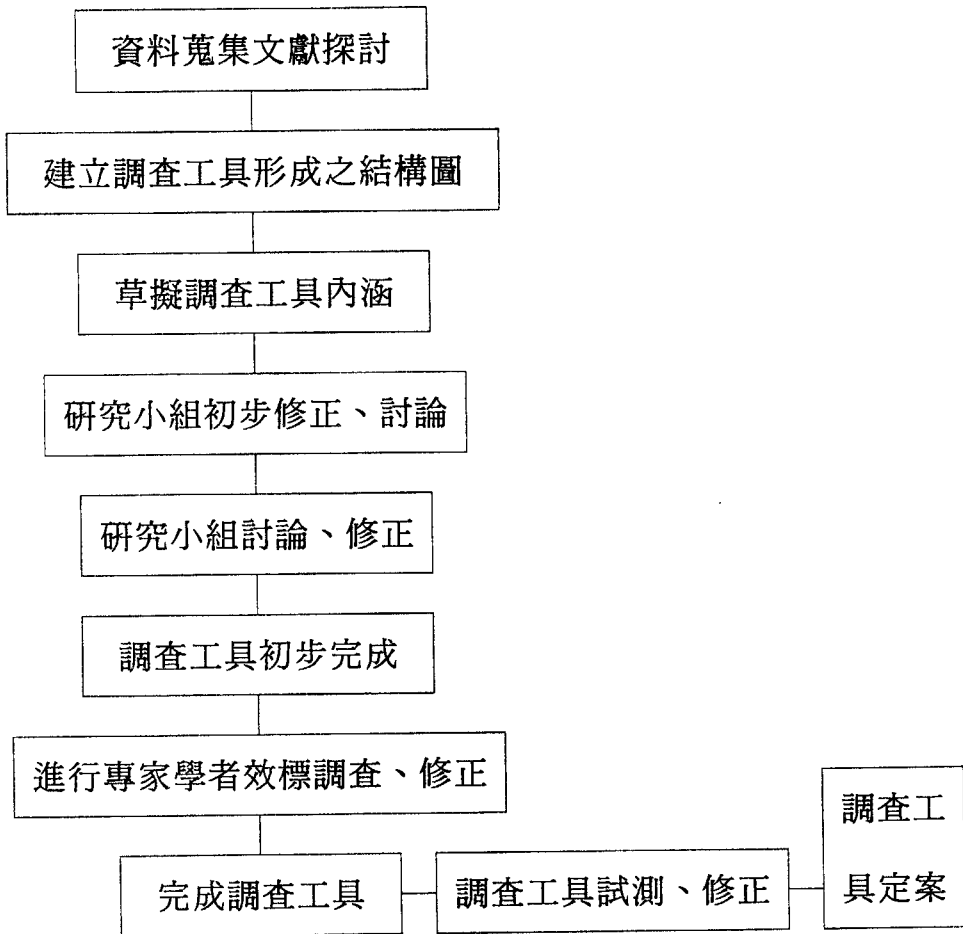 資料蒐集文獻探討
建立調查工具形成之結構圖
草擬調查工具內涵
研究小組初步修正、討論
研究小組討論、修正
調查工具初步完成
進行專家學者效標調查、修正
完成調查工具
調查工具試測、修正
調查工
具定案